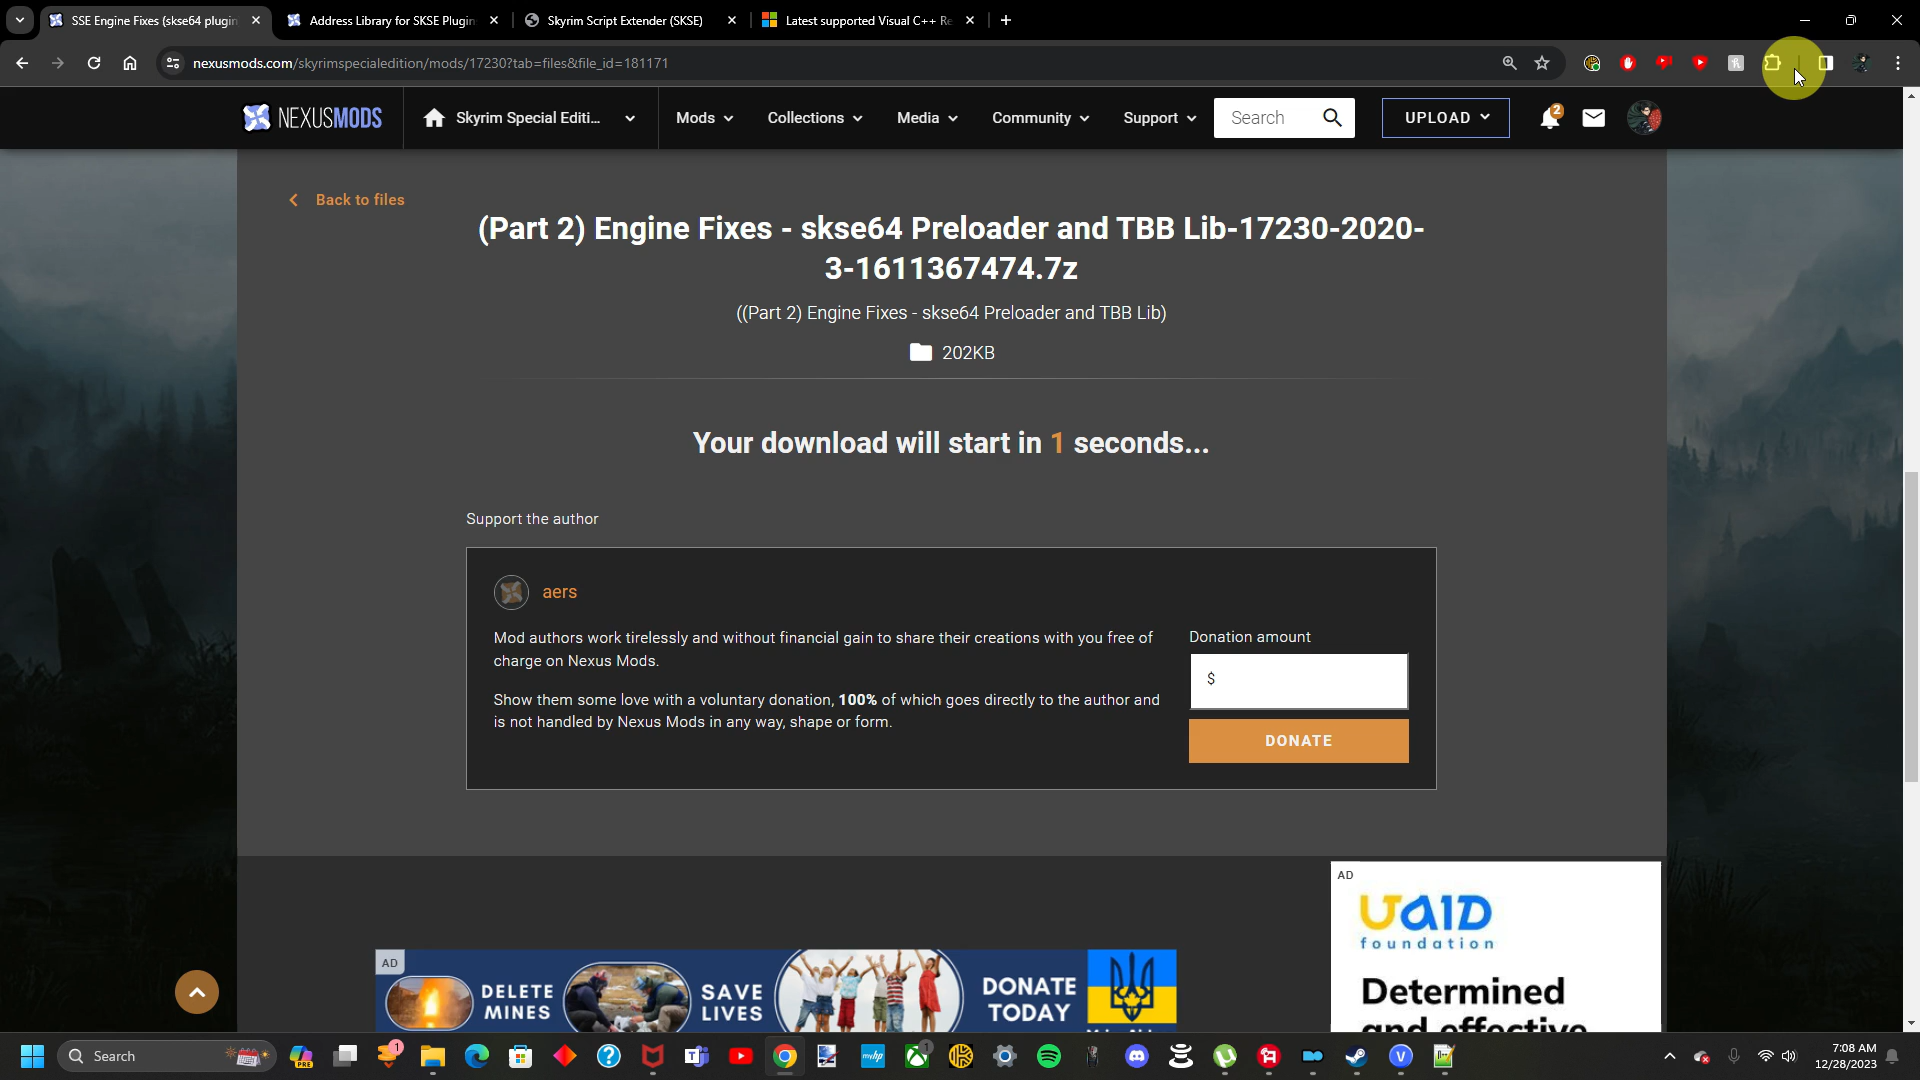 SSE Engine Fixes (skse64 plugin
Address Library for SKSE Plugin
Skyrim Script Extender (SKSE)
Latest supported Visual C++ Re
nexusmods.com/skyrimspecialedition/mods/17230?tab=files&file_id=181171
NEXUSMODS
Skyrim Special Editi...
Mods
Collections
Media
Community
Support
Search
UPLOAD
2
Back to files
(Part 2) Engine Fixes - skse64 Preloader and TBB Lib-17230-2020-
3-1611367474.7z
((Part 2) Engine Fixes - skse64 Preloader and TBB Lib)
202KB
Your download will start in 1 seconds...
Support the author
aers
Mod authors work tirelessly and without financial gain to share their creations with you free of
charge on Nexus Mods.
Show them some love with a voluntary donation, 100% of which goes directly to the author and
is not handled by Nexus Mods in any way, shape or form.
Donation amount
$
DONATE
AD
UAID
foundation
Determined
and effective
AD
DELETE
MINES
SAVE
LIVES
DONATE
TODAY
Search
PRE
1
myhp
1
V
7:08 AM
12/28/2023